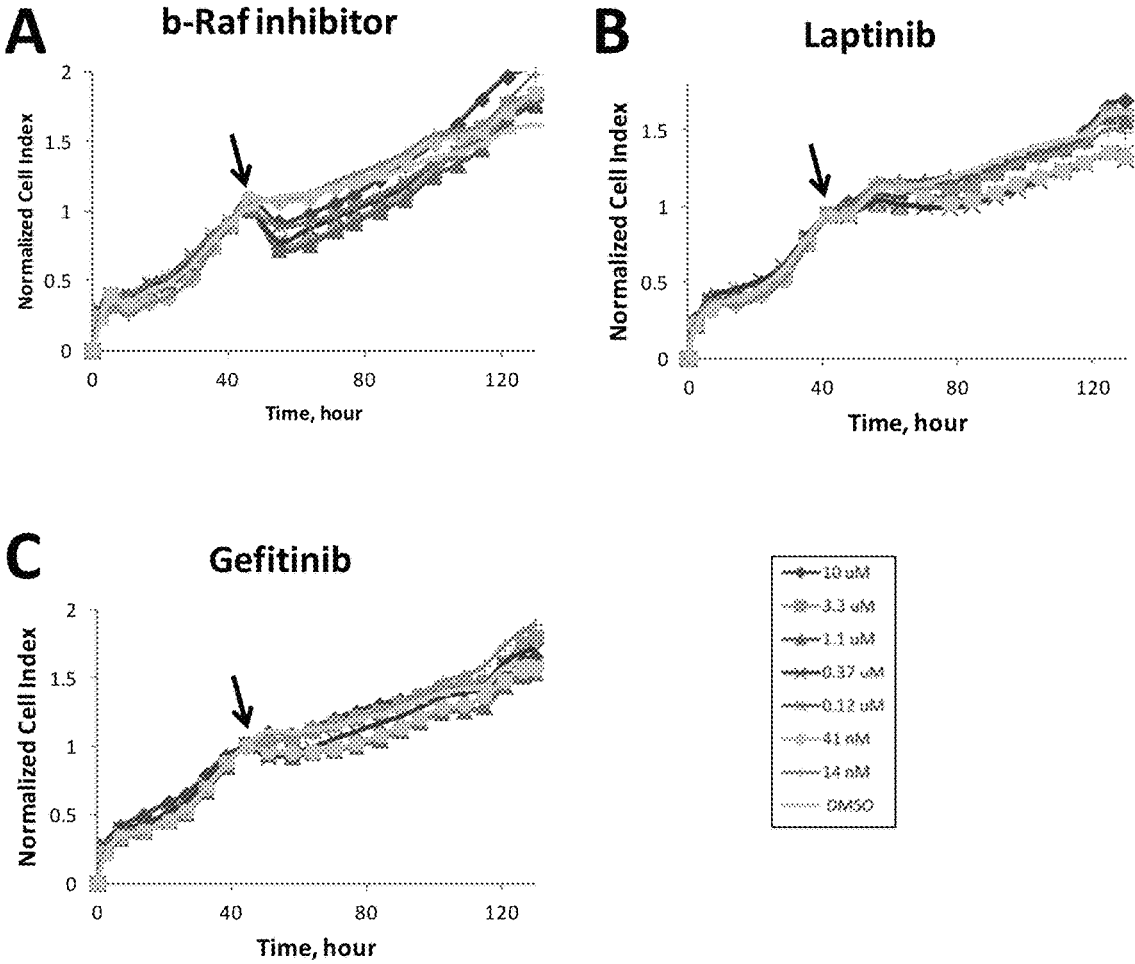 A
b-Raf inhibitor
Normalized Cell Index
2
1.5
1
0.5
0
0
40
80
120
Time, hour
B
Laptinib
Normalized Cell Index
1.5
1
0.5
0
0
40
80
120
Time, hour
C
Gefitinib
Normalized Cell Index
2
1.5
1
0.5
0
0
40
80
120
Time, hour
10 uM
3.3 uM
1.1 uM
0.37 uM
0.12 uM
41 nM
14 nM
DMSO